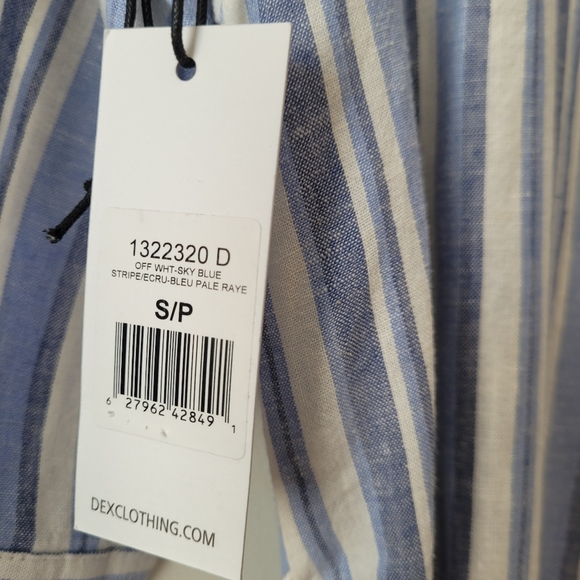 1322320 D
OFF WHT-SKY BLUE
STRIPE/ECRU-BLEU PALE RAYE
S/P
6 27962 42849 1
DEXCLOTHING.COM